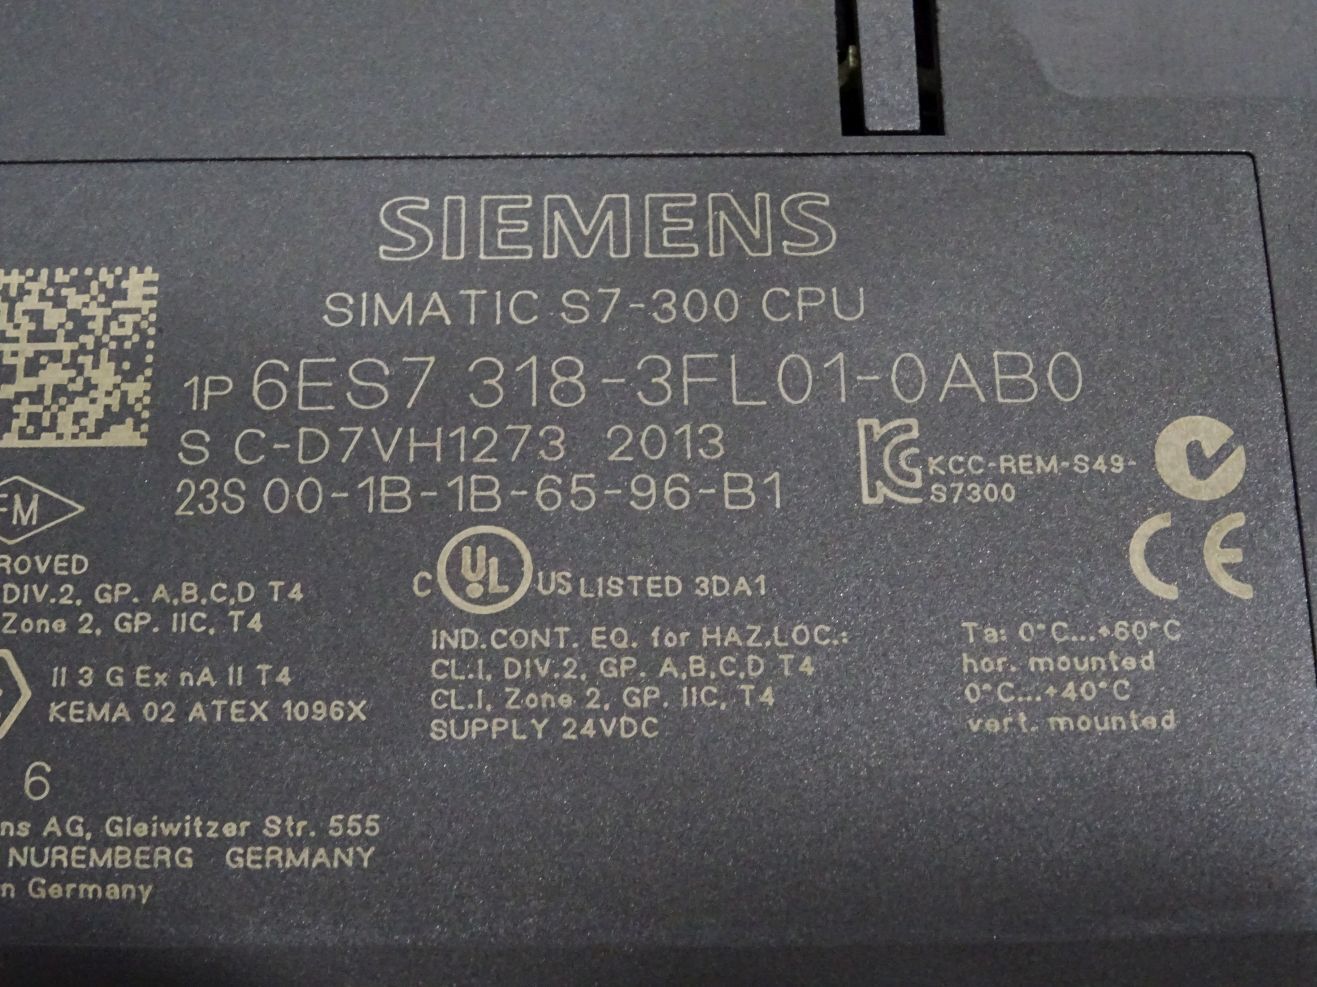 SIEMENS
SIMATIC S7-300 CPU
1P 6ES7 318-3FL01-0AB0
S C-D7VH1273 2013
23S 00-1B-1B-65-96-B1
KCC-REM-S49-
S7300
FM
ROVED
DIV.2, GP. A,B,C,D T4
Zone 2, GP. IIC, T4
II 3 G Ex nA II T4
KEMA 02 ATEX 1096X
C UL US LISTED 3DA1
IND.CONT. EQ. for HAZ.LOC.:
CL.I, DIV.2, GP. A,B,C,D T4
CL.I, Zone 2, GP. IIC, T4
SUPPLY 24VDC
CE
Ta: 0°C...+60°C
hor. mounted
0°C...+40°C
vert. mounted
6
ns AG, Gleiwitzer Str. 555
NUREMBERG GERMANY
n Germany